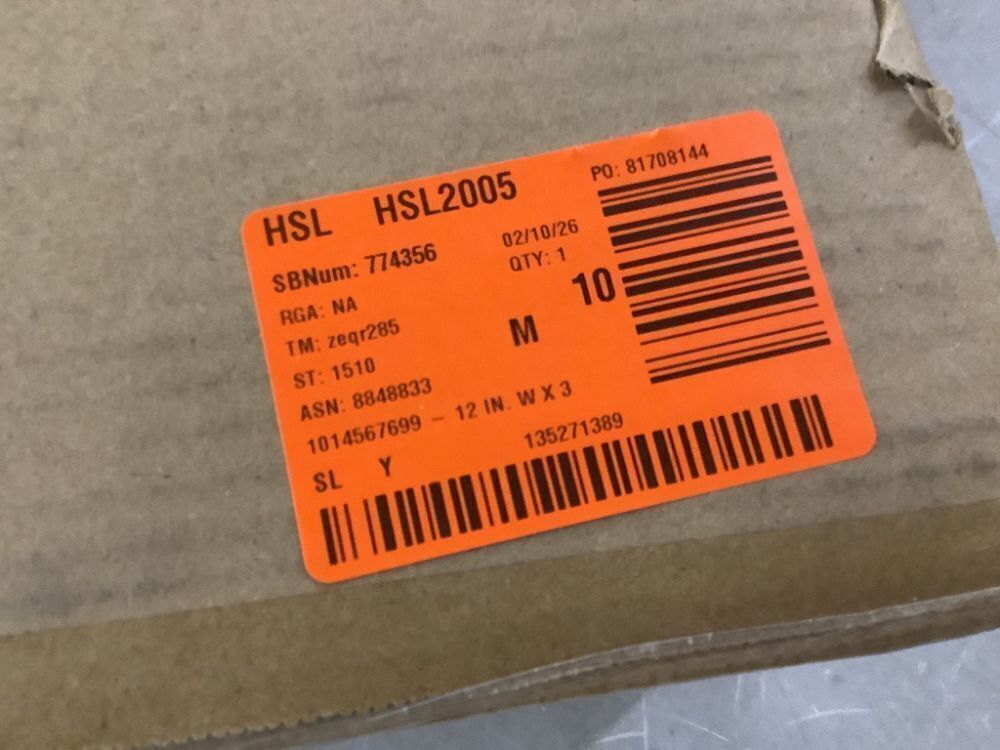 HSL HSL2005
PO: 81708144
SBNum: 774356
02/10/26
RGA: NA
QTY: 1
TM: zeqr285
M
10
ST: 1510
ASN: 8848833
1014567699 - 12 IN. W X 3
SL Y
135271389